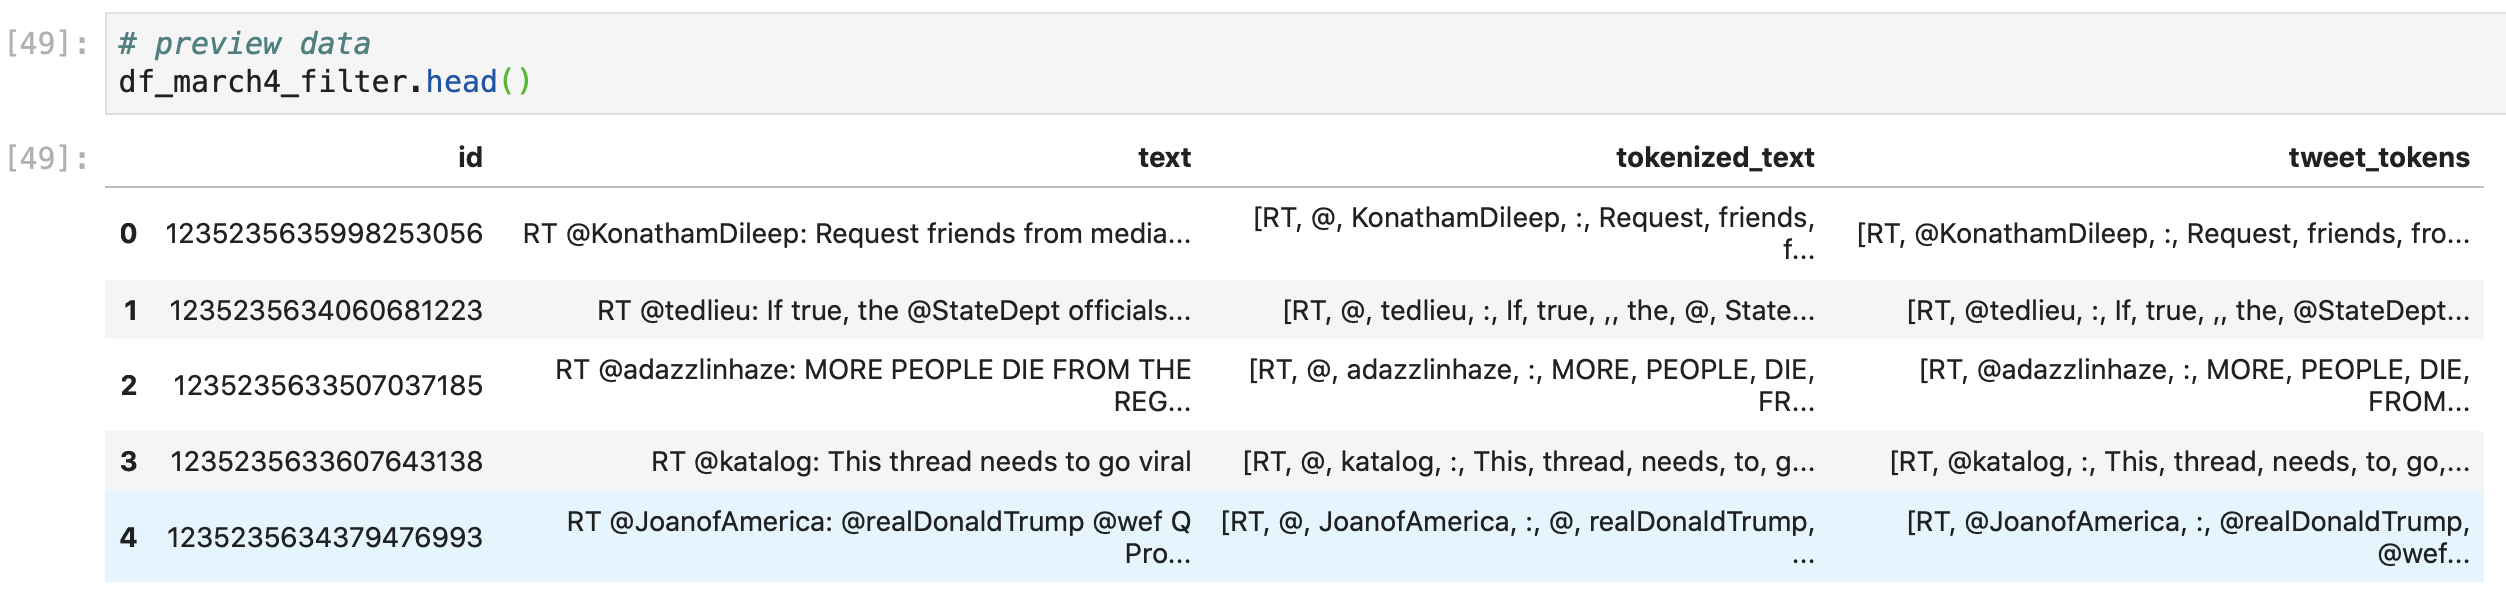 [49]: # preview data
df_march4_filter.head()
[49]: id text tokenized_text tweet_tokens
0 1235235635998253056 RT @KonathamDileep: Request friends from media... [RT, @, KonathamDileep, :, Request, friends, f... [RT, @KonathamDileep, :, Request, friends, fro...
1 1235235634060681223 RT @tedlieu: If true, the @StateDept officials... [RT, @, tedlieu, :, If, true, ,, the, @, State... [RT, @tedlieu, :, If, true, ,, the, @StateDept...
2 1235235633507037185 RT @adazzlinhaze: MORE PEOPLE DIE FROM THE REG... [RT, @, adazzlinhaze, :, MORE, PEOPLE, DIE, FR... [RT, @adazzlinhaze, :, MORE, PEOPLE, DIE, FROM...
3 1235235633607643138 RT @katalog: This thread needs to go viral [RT, @, katalog, :, This, thread, needs, to, g... [RT, @katalog, :, This, thread, needs, to, go,...
4 1235235634379476993 RT @JoanofAmerica: @realDonaldTrump @wef Q Pro... [RT, @, JoanofAmerica, :, @, realDonaldTrump, ... [RT, @JoanofAmerica, :, @realDonaldTrump, @wef...